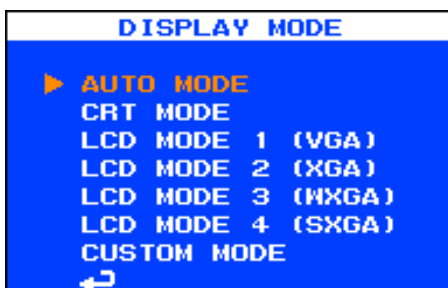 DISPLAY MODE
AUTO MODE
CRT MODE
LCD MODE 1 (VGA)
LCD MODE 2 (XGA)
LCD MODE 3 (WXGA)
LCD MODE 4 (SXGA)
CUSTOM MODE